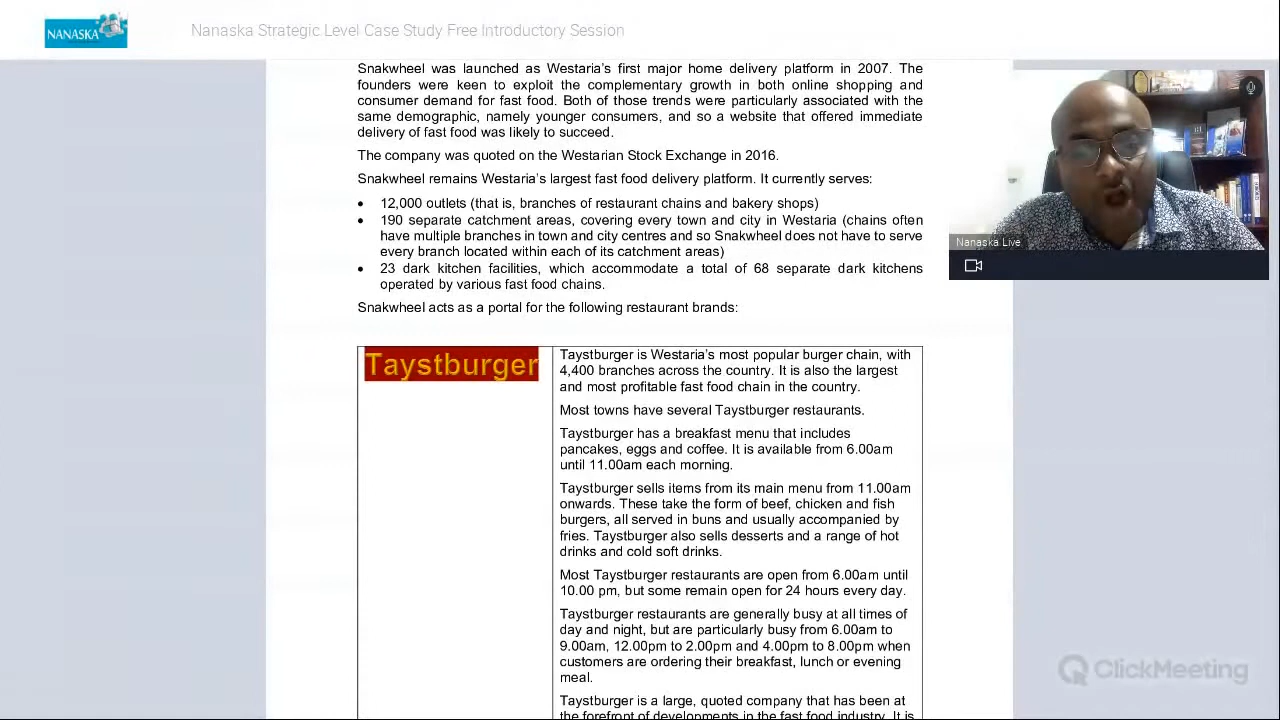 NANASKA
Nanaska Strategic Level Case Study Free Introductory Session
Snakwheel was launched as Westaria's first major home delivery platform in 2007. The
founders were keen to exploit the complementary growth in both online shopping and
consumer demand for fast food. Both of those trends were particularly associated with the
same demographic, namely younger consumers, and so a website that offered immediate
delivery of fast food was likely to succeed.
The company was quoted on the Westarian Stock Exchange in 2016.
Snakwheel remains Westaria's largest fast food delivery platform. It currently serves:
• 12,000 outlets (that is, branches of restaurant chains and bakery shops)
• 190 separate catchment areas, covering every town and city in Westaria (chains often
have multiple branches in town and city centres and so Snakwheel does not have to serve
every branch located within each of its catchment areas)
• 23 dark kitchen facilities, which accommodate a total of 68 separate dark kitchens
operated by various fast food chains.
Snakwheel acts as a portal for the following restaurant brands:
Taystburger
Taystburger is Westaria's most popular burger chain, with
4,400 branches across the country. It is also the largest
and most profitable fast food chain in the country.
Most towns have several Taystburger restaurants.
Taystburger has a breakfast menu that includes
pancakes, eggs and coffee. It is available from 6.00am
until 11.00am each morning.
Taystburger sells items from its main menu from 11.00am
onwards. These take the form of beef, chicken and fish
burgers, all served in buns and usually accompanied by
fries. Taystburger also sells desserts and a range of hot
drinks and cold soft drinks.
Most Taystburger restaurants are open from 6.00am until
10.00 pm, but some remain open for 24 hours every day.
Taystburger restaurants are generally busy at all times of
day and night, but are particularly busy from 6.00am to
9.00am, 12.00pm to 2.00pm and 4.00pm to 8.00pm when
customers are ordering their breakfast, lunch or evening
meal.
Taystburger is a large, quoted company that has been at
the forefront of developments in the fast food industry. It is
Nanaska Live
ClickMeeting